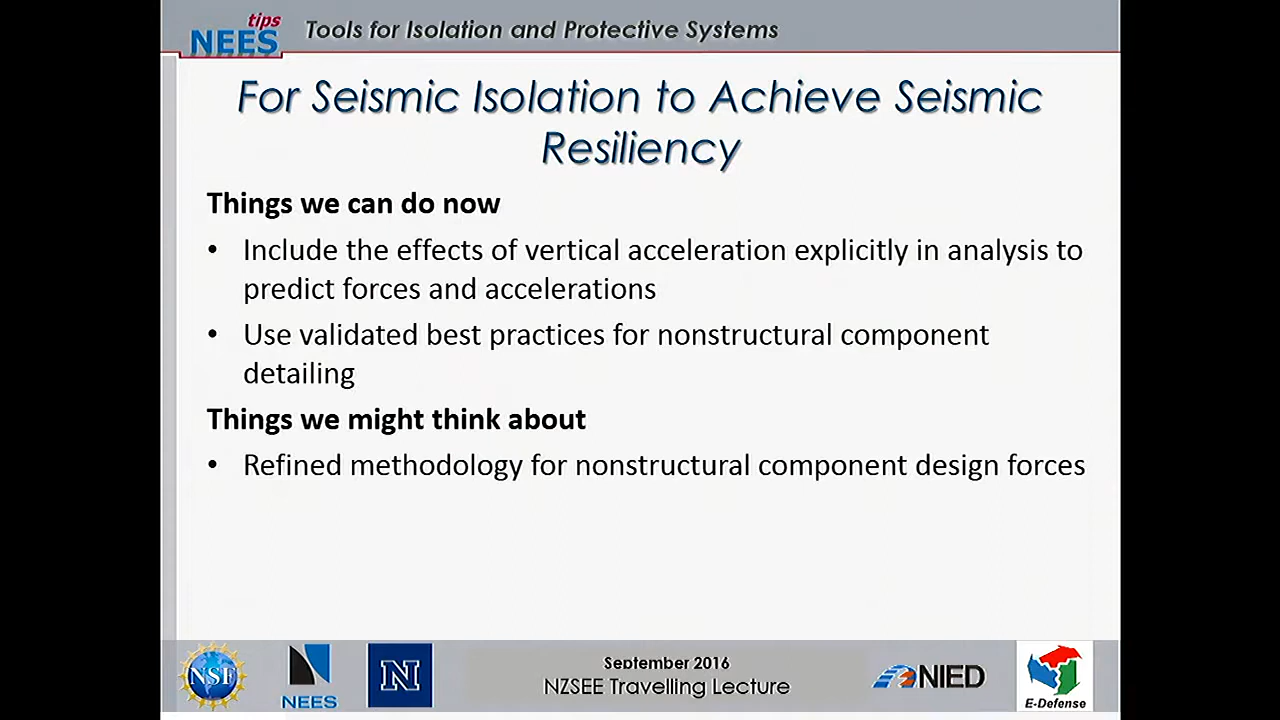 tips
NEES
Tools for Isolation and Protective Systems
For Seismic Isolation to Achieve Seismic
Resiliency
Things we can do now
• Include the effects of vertical acceleration explicitly in analysis to
predict forces and accelerations
• Use validated best practices for nonstructural component
detailing
Things we might think about
• Refined methodology for nonstructural component design forces
NSF
NEES
N
September 2016
NZSEE Travelling Lecture
NIED
E-Defense